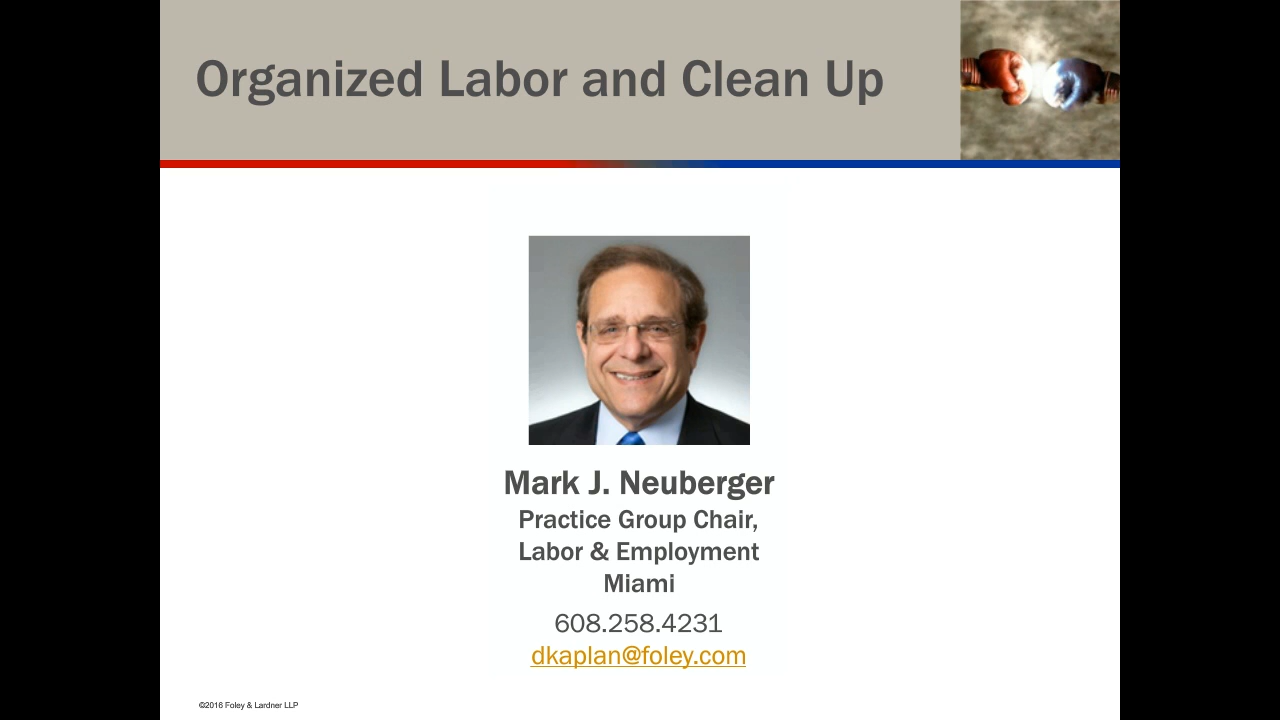 Organized Labor and Clean Up
Mark J. Neuberger
Practice Group Chair,
Labor & Employment
Miami
608.258.4231
dkaplan@foley.com
©2016 Foley & Lardner LLP